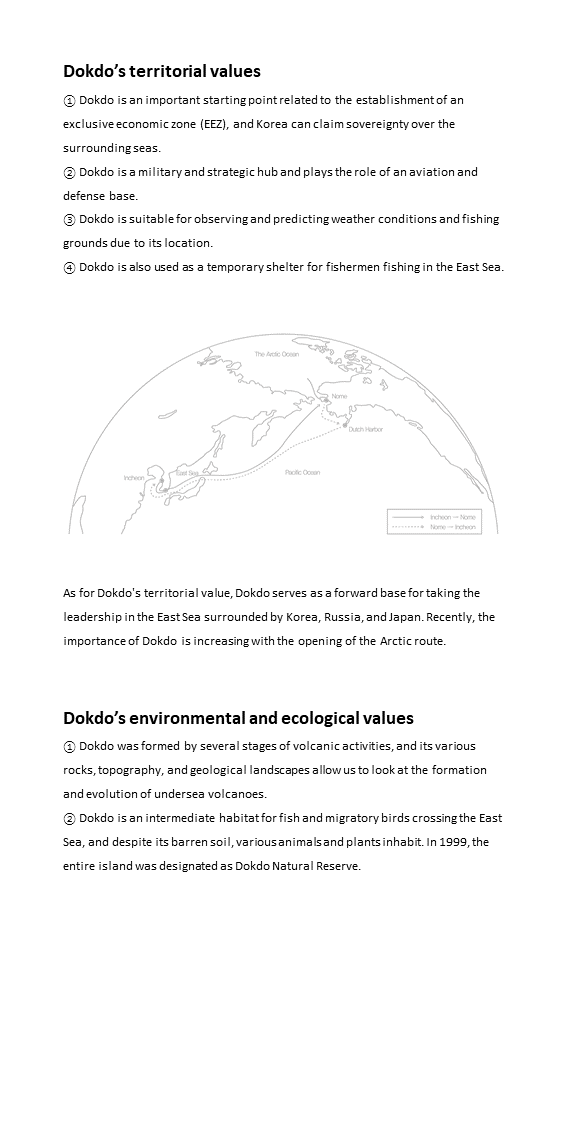 Dokdo’s territorial values
① Dokdo is an important starting point related to the establishment of an
exclusive economic zone (EEZ), and Korea can claim sovereignty over the
surrounding seas.
② Dokdo is a military and strategic hub and plays the role of an aviation and
defense base.
③ Dokdo is suitable for observing and predicting weather conditions and fishing
grounds due to its location.
④ Dokdo is also used as a temporary shelter for fishermen fishing in the East Sea.
The Arctic Ocean
Nome
Dutch Harbor
Incheon
East Sea
Pacific Ocean
Incheon → Nome
Nome → Incheon
As for Dokdo's territorial value, Dokdo serves as a forward base for taking the
leadership in the East Sea surrounded by Korea, Russia, and Japan. Recently, the
importance of Dokdo is increasing with the opening of the Arctic route.
Dokdo’s environmental and ecological values
① Dokdo was formed by several stages of volcanic activities, and its various
rocks, topography, and geological landscapes allow us to look at the formation
and evolution of undersea volcanoes.
② Dokdo is an intermediate habitat for fish and migratory birds crossing the East
Sea, and despite its barren soil, various animals and plants inhabit. In 1999, the
entire island was designated as Dokdo Natural Reserve.